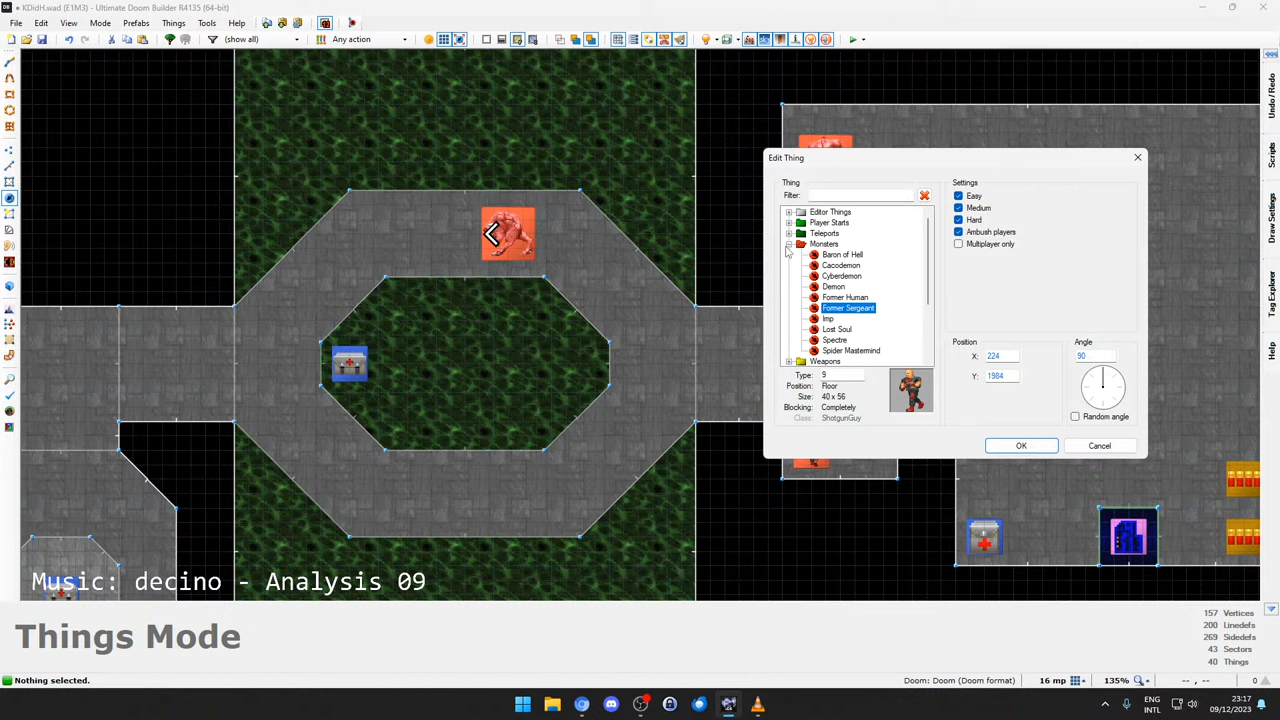 DB • KDidH.wad (E1M3) - Ultimate Doom Builder R4135 (64-bit)
File Edit View Mode Prefabs Things Tools Help
(show all) Any action
Edit Thing
Thing
Filter:
Editor Things
Player Starts
Teleports
Monsters
Baron of Hell
Cacodemon
Cyberdemon
Demon
Former Human
Former Sergeant
Imp
Lost Soul
Spectre
Spider Mastermind
Weapons
Type: 9
Position: Floor
Size: 40 x 56
Blocking: Completely
Class: ShotgunGuy
Settings
Easy
Medium
Hard
Ambush players
Multiplayer only
Position
X: 224
Y: 1984
Angle
90
Random angle
OK Cancel
Undo / Redo
Scripts
Draw Settings
Tag Explorer
Help
Music: decino - Analysis 09
Things Mode
157 Vertices
200 Linedefs
269 Sidedefs
43 Sectors
40 Things
Nothing selected.
Doom: Doom (Doom format) 16 mp 135% -- , -- 0
ENG
INTL
23:17
09/12/2023